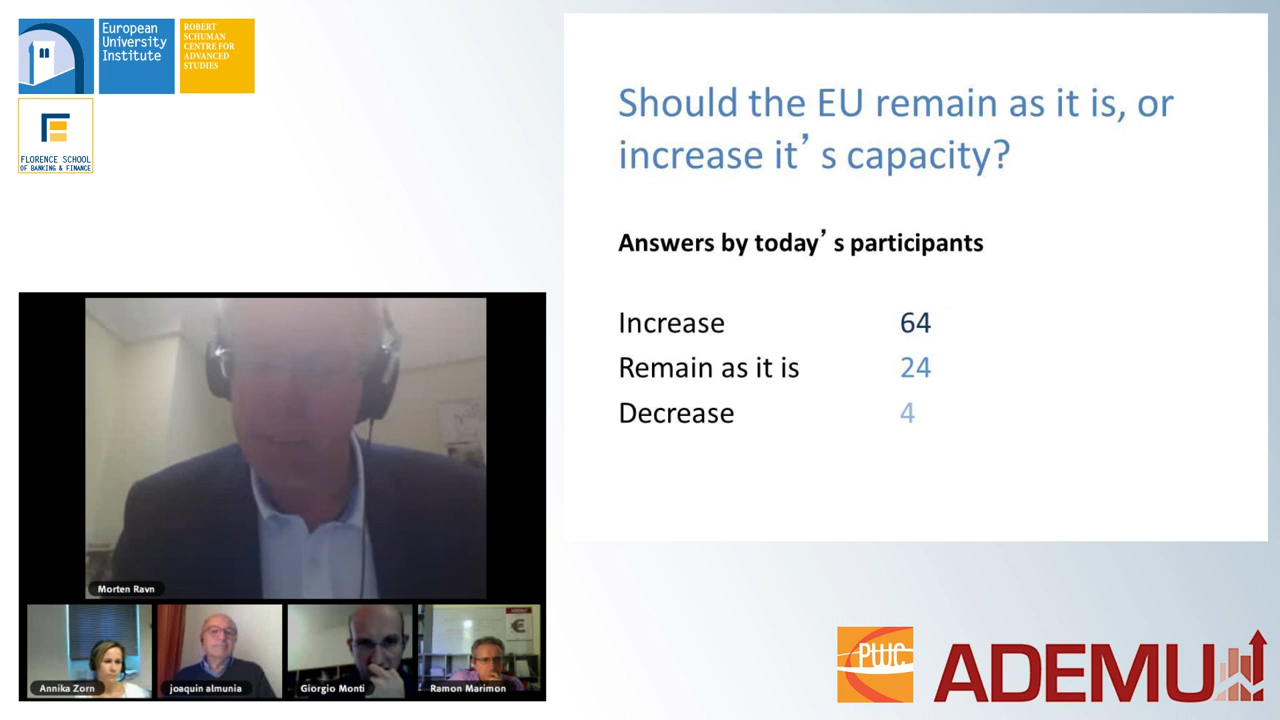 European
University
Institute
ROBERT
SCHUMAN
CENTRE FOR
ADVANCED
STUDIES
FLORENCE SCHOOL
OF BANKING & FINANCE
Should the EU remain as it is, or
increase it’ s capacity?
Answers by today’ s participants
Increase 64
Remain as it is 24
Decrease 4
Morten Ravn
Annika Zorn
joaquin almunia
Giorgio Monti
Ramon Marimon
€
PWC
ADEMU